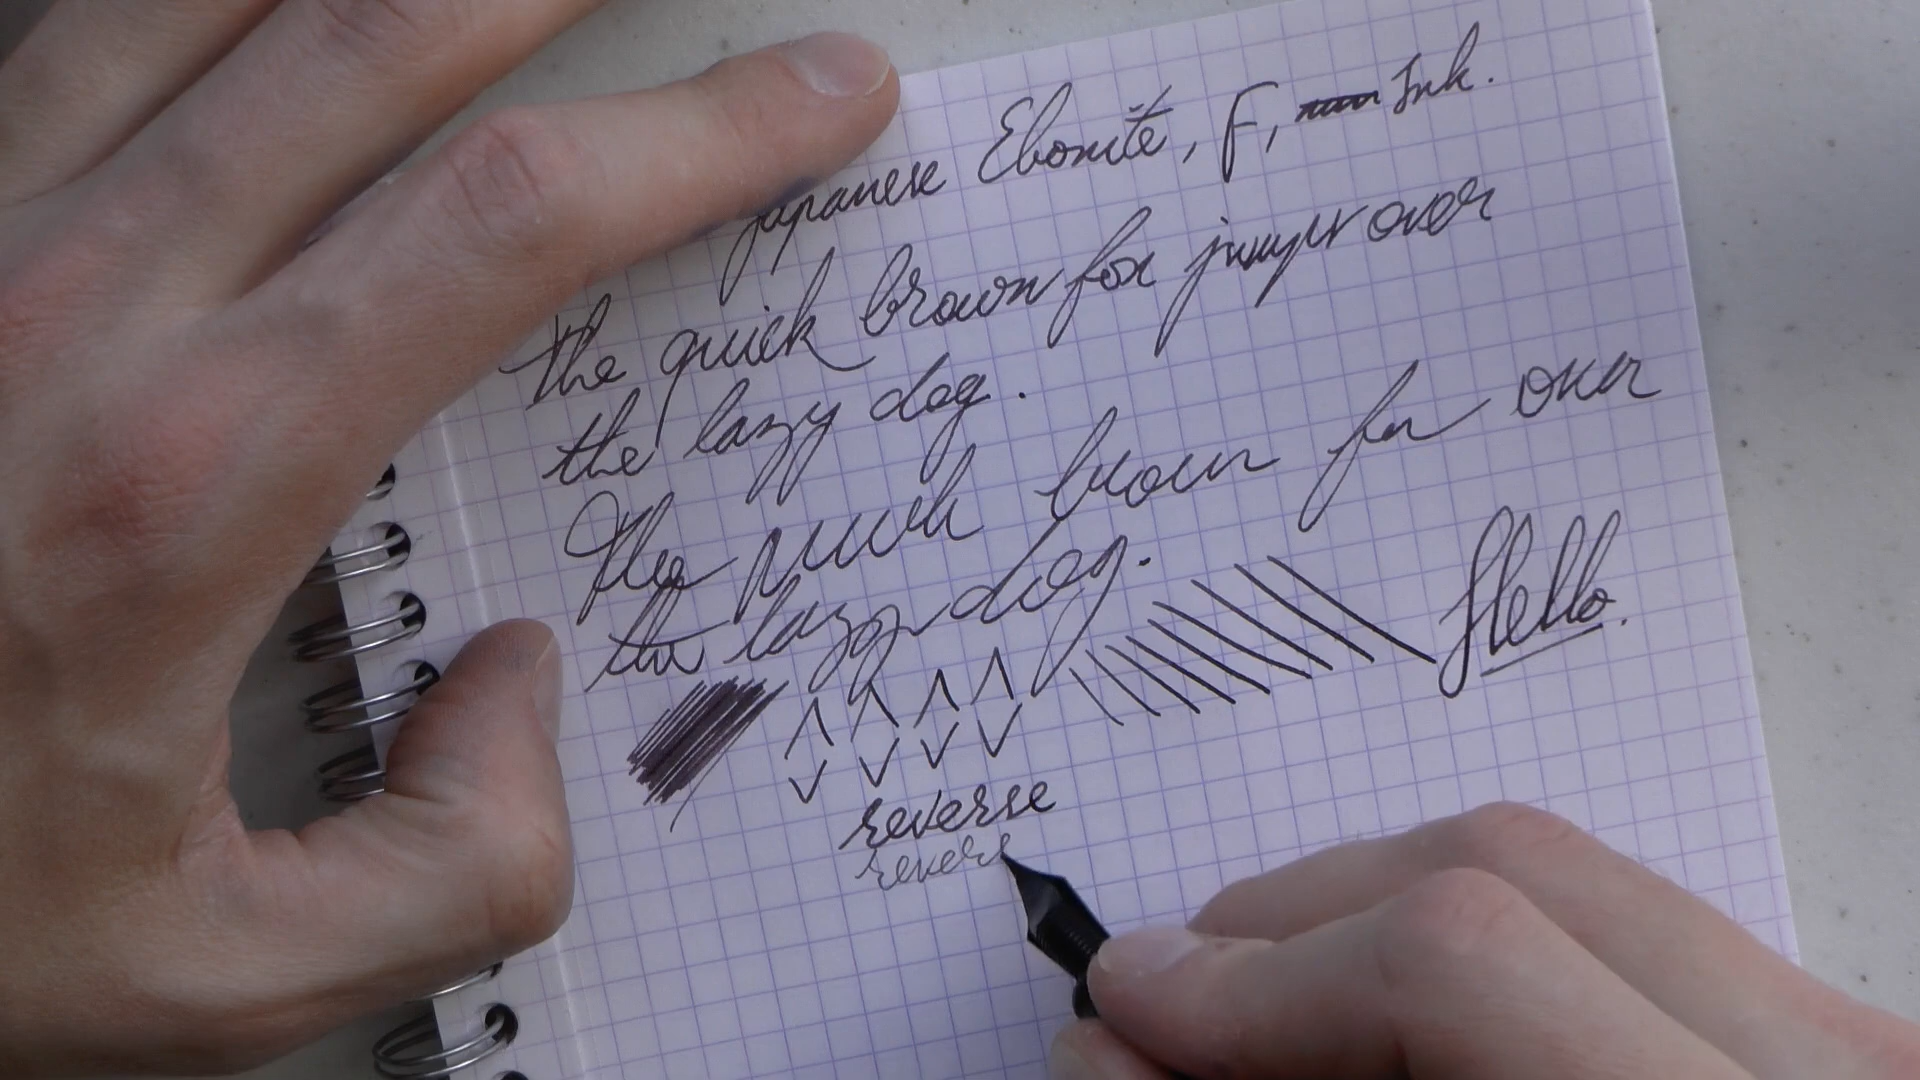 Japanese Ebonite, F, Ink.
The quick brown fox jumps over
the lazy dog.
The quick brown fox over
the lazy dog.
Hello.
reverse
revers